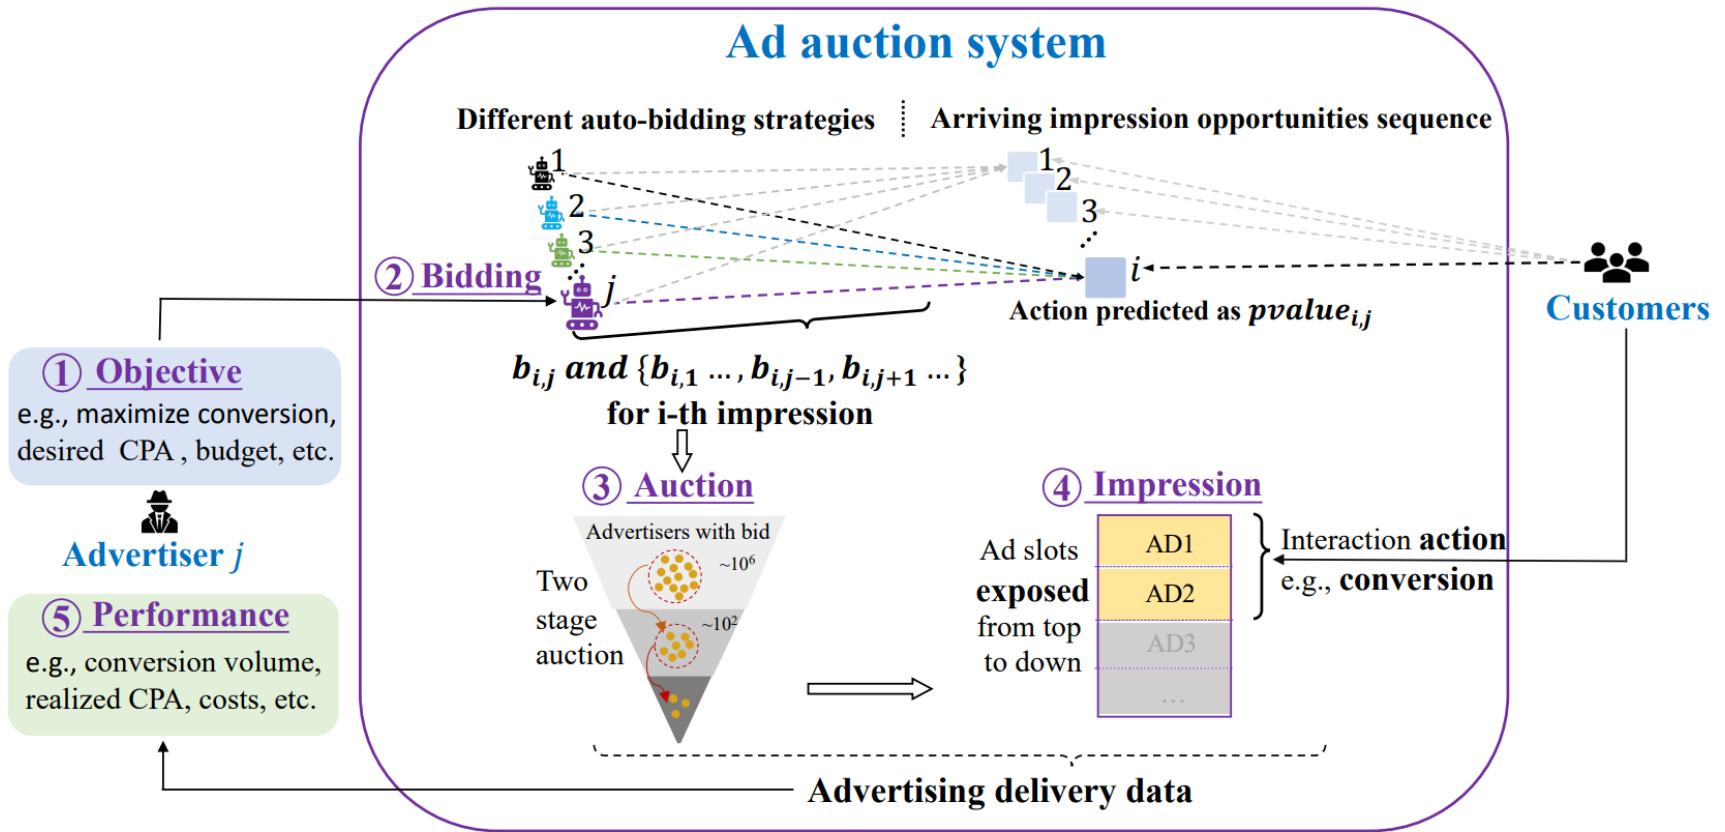 Ad auction system
Different auto-bidding strategies
Arriving impression opportunities sequence
1
2
3
⋰
j
1
2
3
⋰
i
② Bidding
Action predicted as pvalue_{i,j}
Customers
b_{i,j} and {b_{i,1} …, b_{i,j−1}, b_{i,j+1} …}
for i-th impression
① Objective
e.g., maximize conversion,
desired CPA , budget, etc.
Advertiser j
③ Auction
Advertisers with bid
~10^6
~10^2
Two
stage
auction
④ Impression
Ad slots
exposed
from top
to down
AD1
AD2
AD3
…
Interaction action
e.g., conversion
⑤ Performance
e.g., conversion volume,
realized CPA, costs, etc.
Advertising delivery data